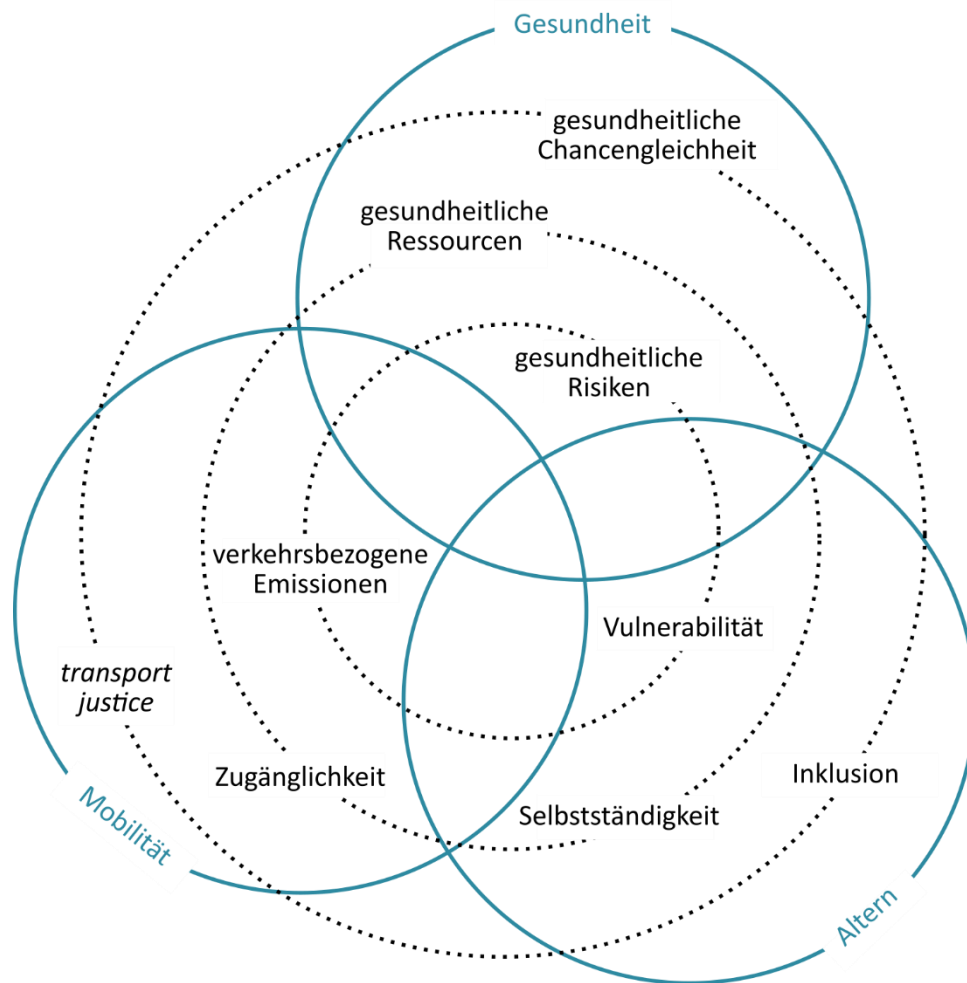 Gesundheit
gesundheitliche
Chancengleichheit
gesundheitliche
Ressourcen
gesundheitliche
Risiken
verkehrsbezogene
Emissionen
Vulnerabilität
transport
justice
Zugänglichkeit
Inklusion
Selbstständigkeit
Mobilität
Altern